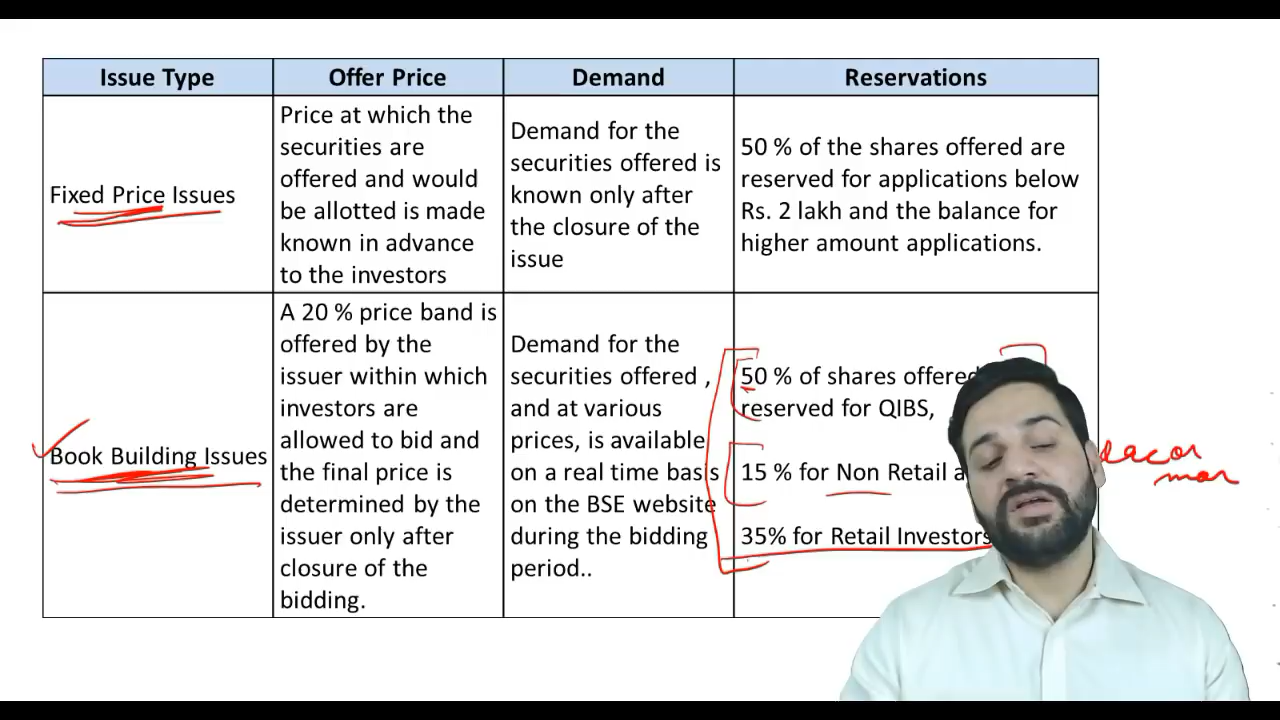 Issue Type
Offer Price
Demand
Reservations
Fixed Price Issues
Price at which the
securities are
offered and would
be allotted is made
known in advance
to the investors
Demand for the
securities offered is
known only after
the closure of the
issue
50 % of the shares offered are
reserved for applications below
Rs. 2 lakh and the balance for
higher amount applications.
Book Building Issues
A 20 % price band is
offered by the
issuer within which
investors are
allowed to bid and
the final price is
determined by the
issuer only after
closure of the
bidding.
Demand for the
securities offered ,
and at various
prices, is available
on a real time basis
on the BSE website
during the bidding
period..
50 % of shares offered
reserved for QIBS,
15 % for Non Retail
35% for Retail Investors